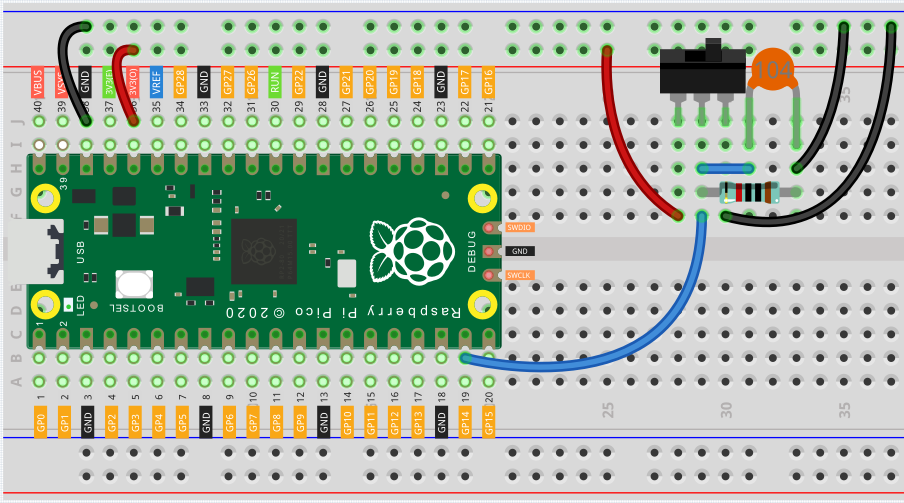 VBUS VSYS GND 3V3(E) 3V3(O) VREF GP28 GND GP27 GP26 RUN GP22 GND GP21 GP20 GP19 GP18 GND GP17 GP16
40 39 38 37 36 35 34 33 32 31 30 29 28 27 26 25 24 23 22 21
104
35
J
I
H
G
F
39
USB
DEBUG
SWDIO
GND
SWCLK
E
D
C
B
A
LED
BOOTSEL
Raspberry Pi Pico © 2020
1
2
1 2 3 4 5 6 7 8 9 10 11 12 13 14 15 16 17 18 19 20
25 30 35
GP0 GP1 GND GP2 GP3 GP4 GP5 GND GP6 GP7 GP8 GP9 GND GP10 GP11 GP12 GP13 GND GP14 GP15